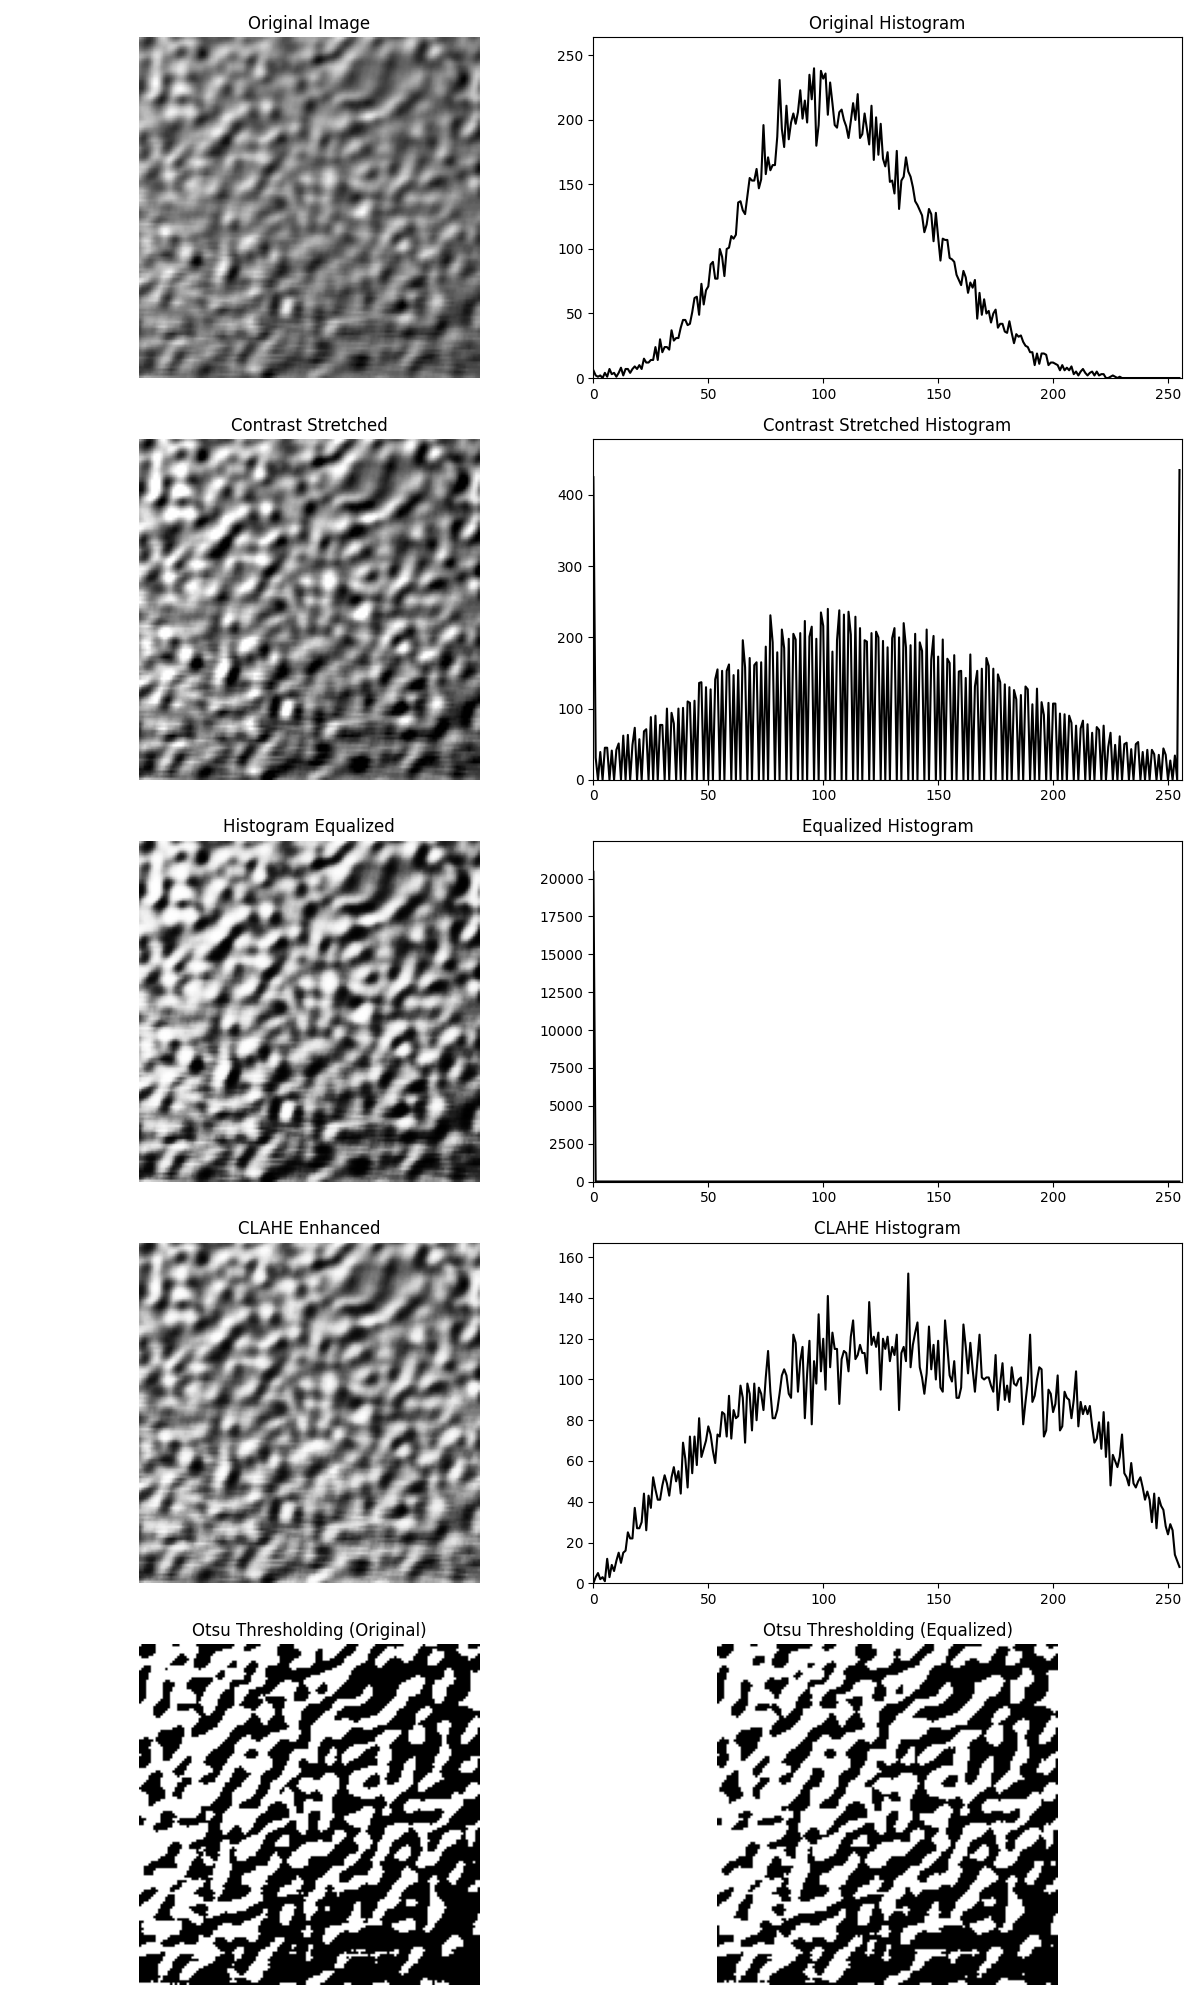 Original Image
Original Histogram
250
200
150
100
50
0
0 50 100 150 200 250
Contrast Stretched
Contrast Stretched Histogram
400
300
200
100
0
0 50 100 150 200 250
Histogram Equalized
Equalized Histogram
20000
17500
15000
12500
10000
7500
5000
2500
0
0 50 100 150 200 250
CLAHE Enhanced
CLAHE Histogram
160
140
120
100
80
60
40
20
0
0 50 100 150 200 250
Otsu Thresholding (Original)
Otsu Thresholding (Equalized)